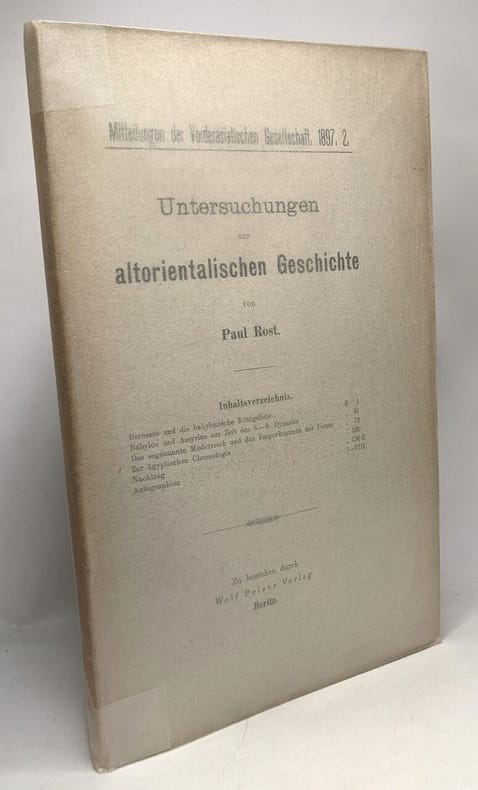 Mitteilungen der Vorderasiatischen Gesellschaft. 1897. 2.
Untersuchungen
zur
altorientalischen Geschichte
von
Paul Rost.
Inhaltsverzeichnis.
Berossus und die babylonische Königsliste S 1
Babylon und Assyrien zur Zeit der 5.—8. Dynastie
Das sogenannte Mederreich und das Emporkommen der Perser
Zur ägyptischen Chronologie
Nachtrag
Autographien I—VIII
Zu beziehen durch
Wolf Peiser Verlag
Berlin.